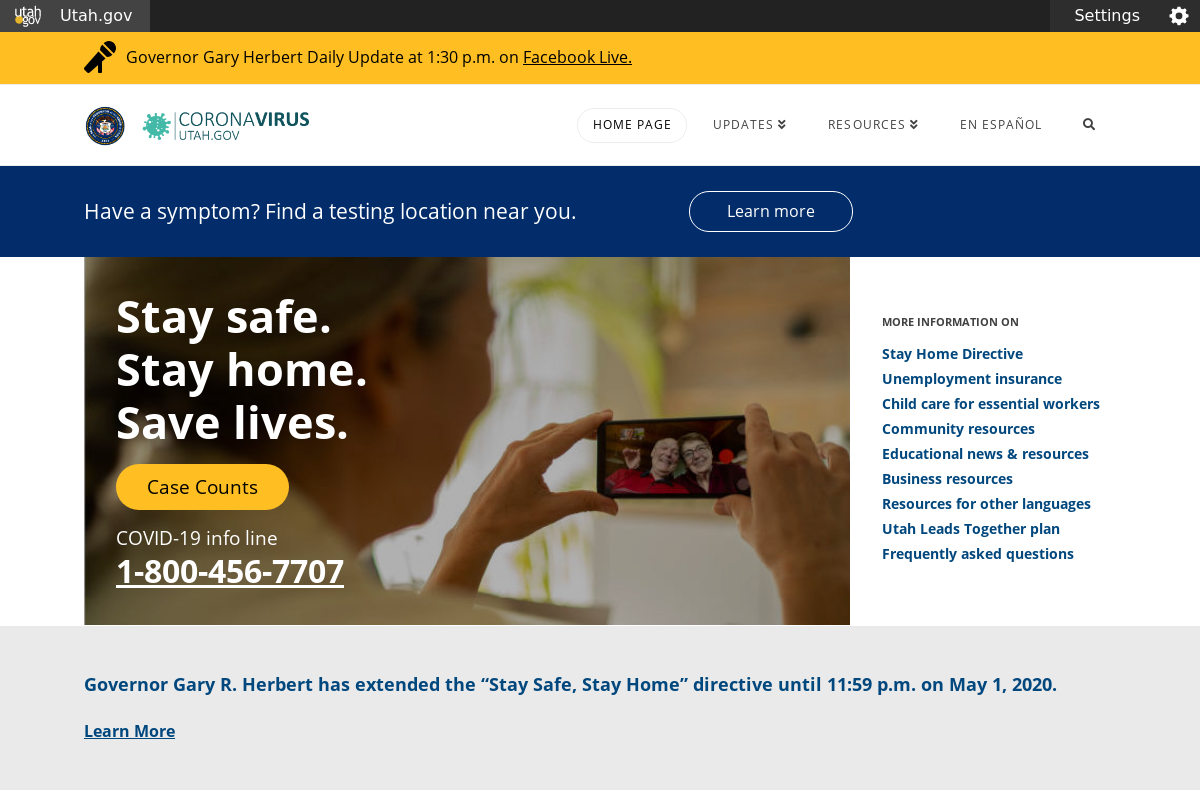 utah gov
Utah.gov
Settings
Governor Gary Herbert Daily Update at 1:30 p.m. on Facebook Live.
CORONAVIRUS
UTAH.GOV
HOME PAGE
UPDATES
RESOURCES
EN ESPAÑOL
Have a symptom? Find a testing location near you.
Learn more
Stay safe.
Stay home.
Save lives.
Case Counts
COVID-19 info line
1-800-456-7707
MORE INFORMATION ON
Stay Home Directive
Unemployment insurance
Child care for essential workers
Community resources
Educational news & resources
Business resources
Resources for other languages
Utah Leads Together plan
Frequently asked questions
Governor Gary R. Herbert has extended the “Stay Safe, Stay Home” directive until 11:59 p.m. on May 1, 2020.
Learn More